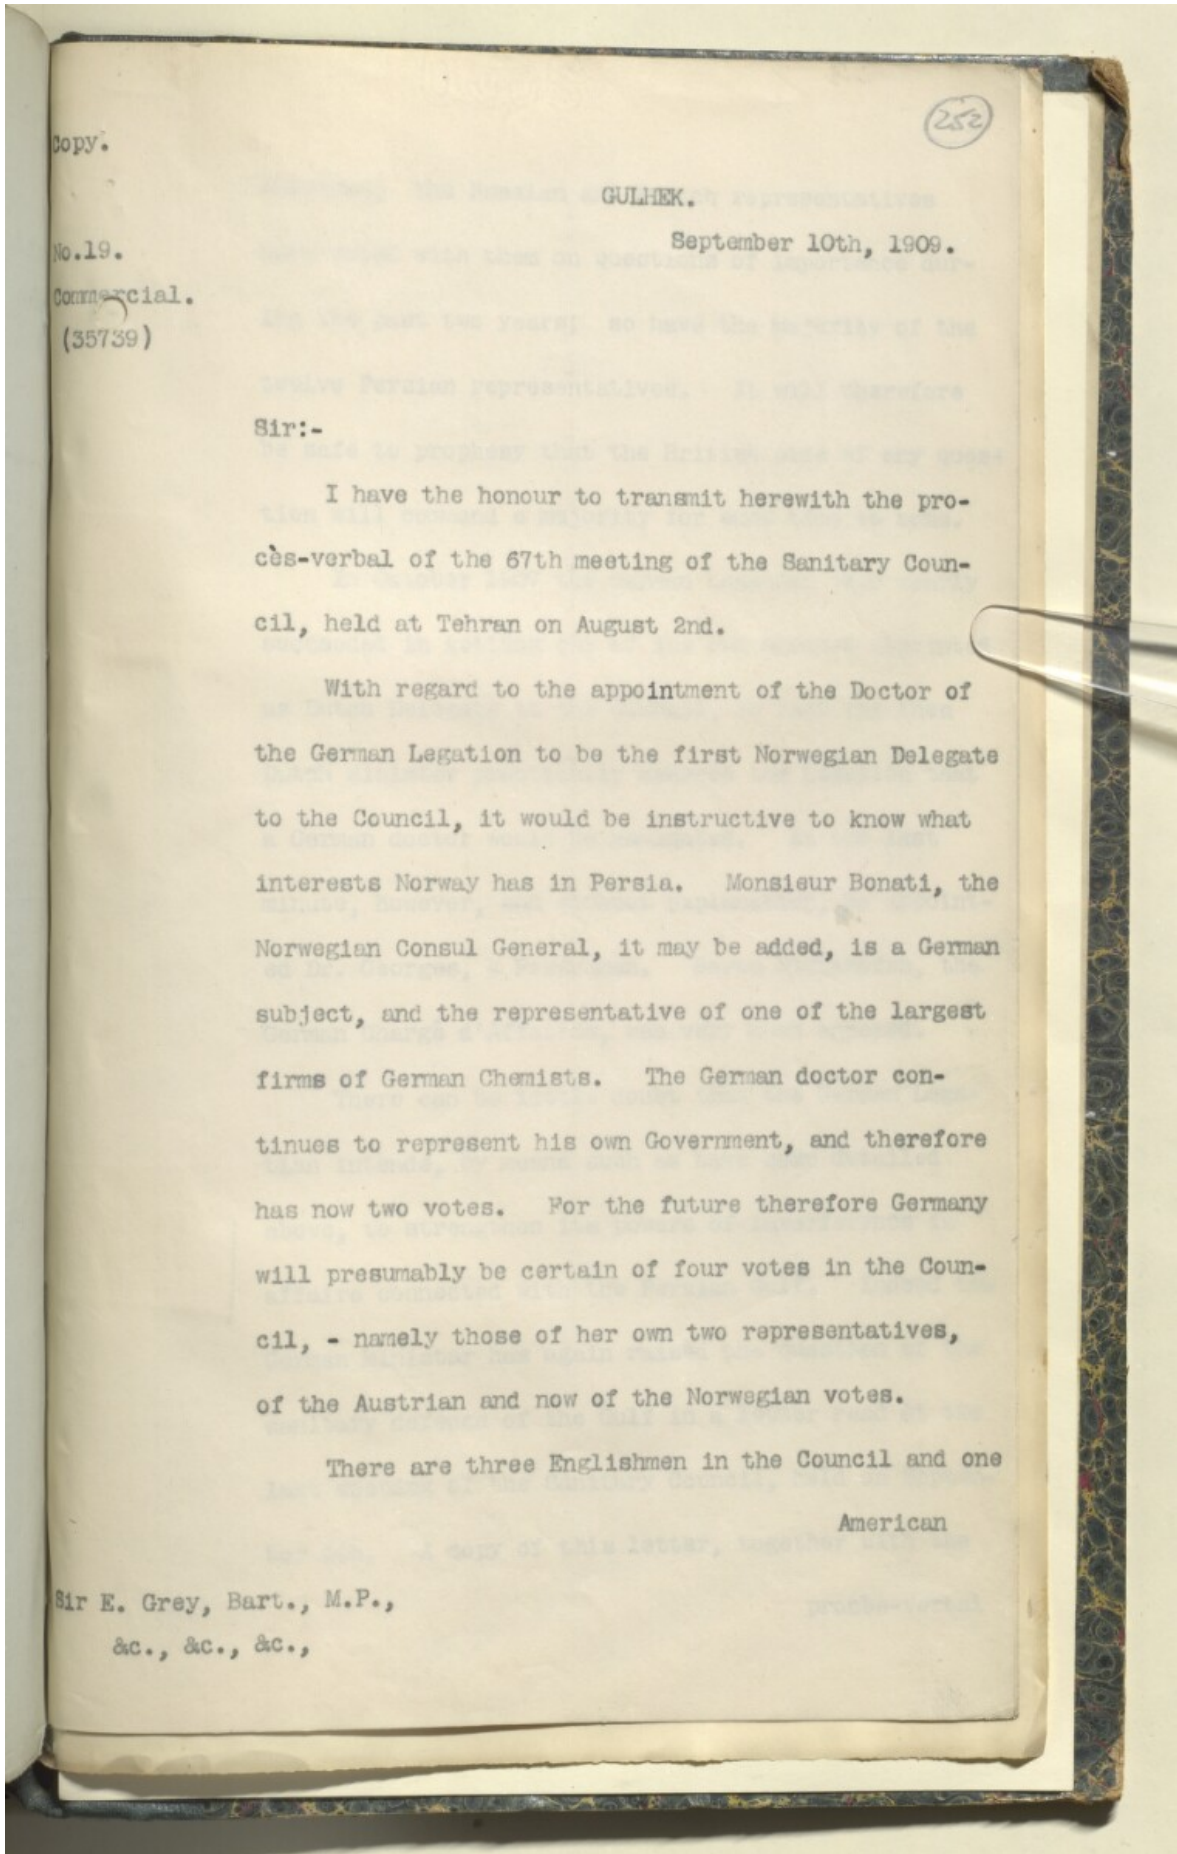 252
Copy.
GULHEK.
September 10th, 1909.
No.19.
Commercial.
(35739)
Sir:-
I have the honour to transmit herewith the pro-
cès-verbal of the 67th meeting of the Sanitary Coun-
cil, held at Tehran on August 2nd.
With regard to the appointment of the Doctor of
the German Legation to be the first Norwegian Delegate
to the Council, it would be instructive to know what
interests Norway has in Persia. Monsieur Bonati, the
Norwegian Consul General, it may be added, is a German
subject, and the representative of one of the largest
firms of German Chemists. The German doctor con-
tinues to represent his own Government, and therefore
has now two votes. For the future therefore Germany
will presumably be certain of four votes in the Coun-
cil, - namely those of her own two representatives,
of the Austrian and now of the Norwegian votes.
There are three Englishmen in the Council and one
American
Sir E. Grey, Bart., M.P.,
&c., &c., &c.,